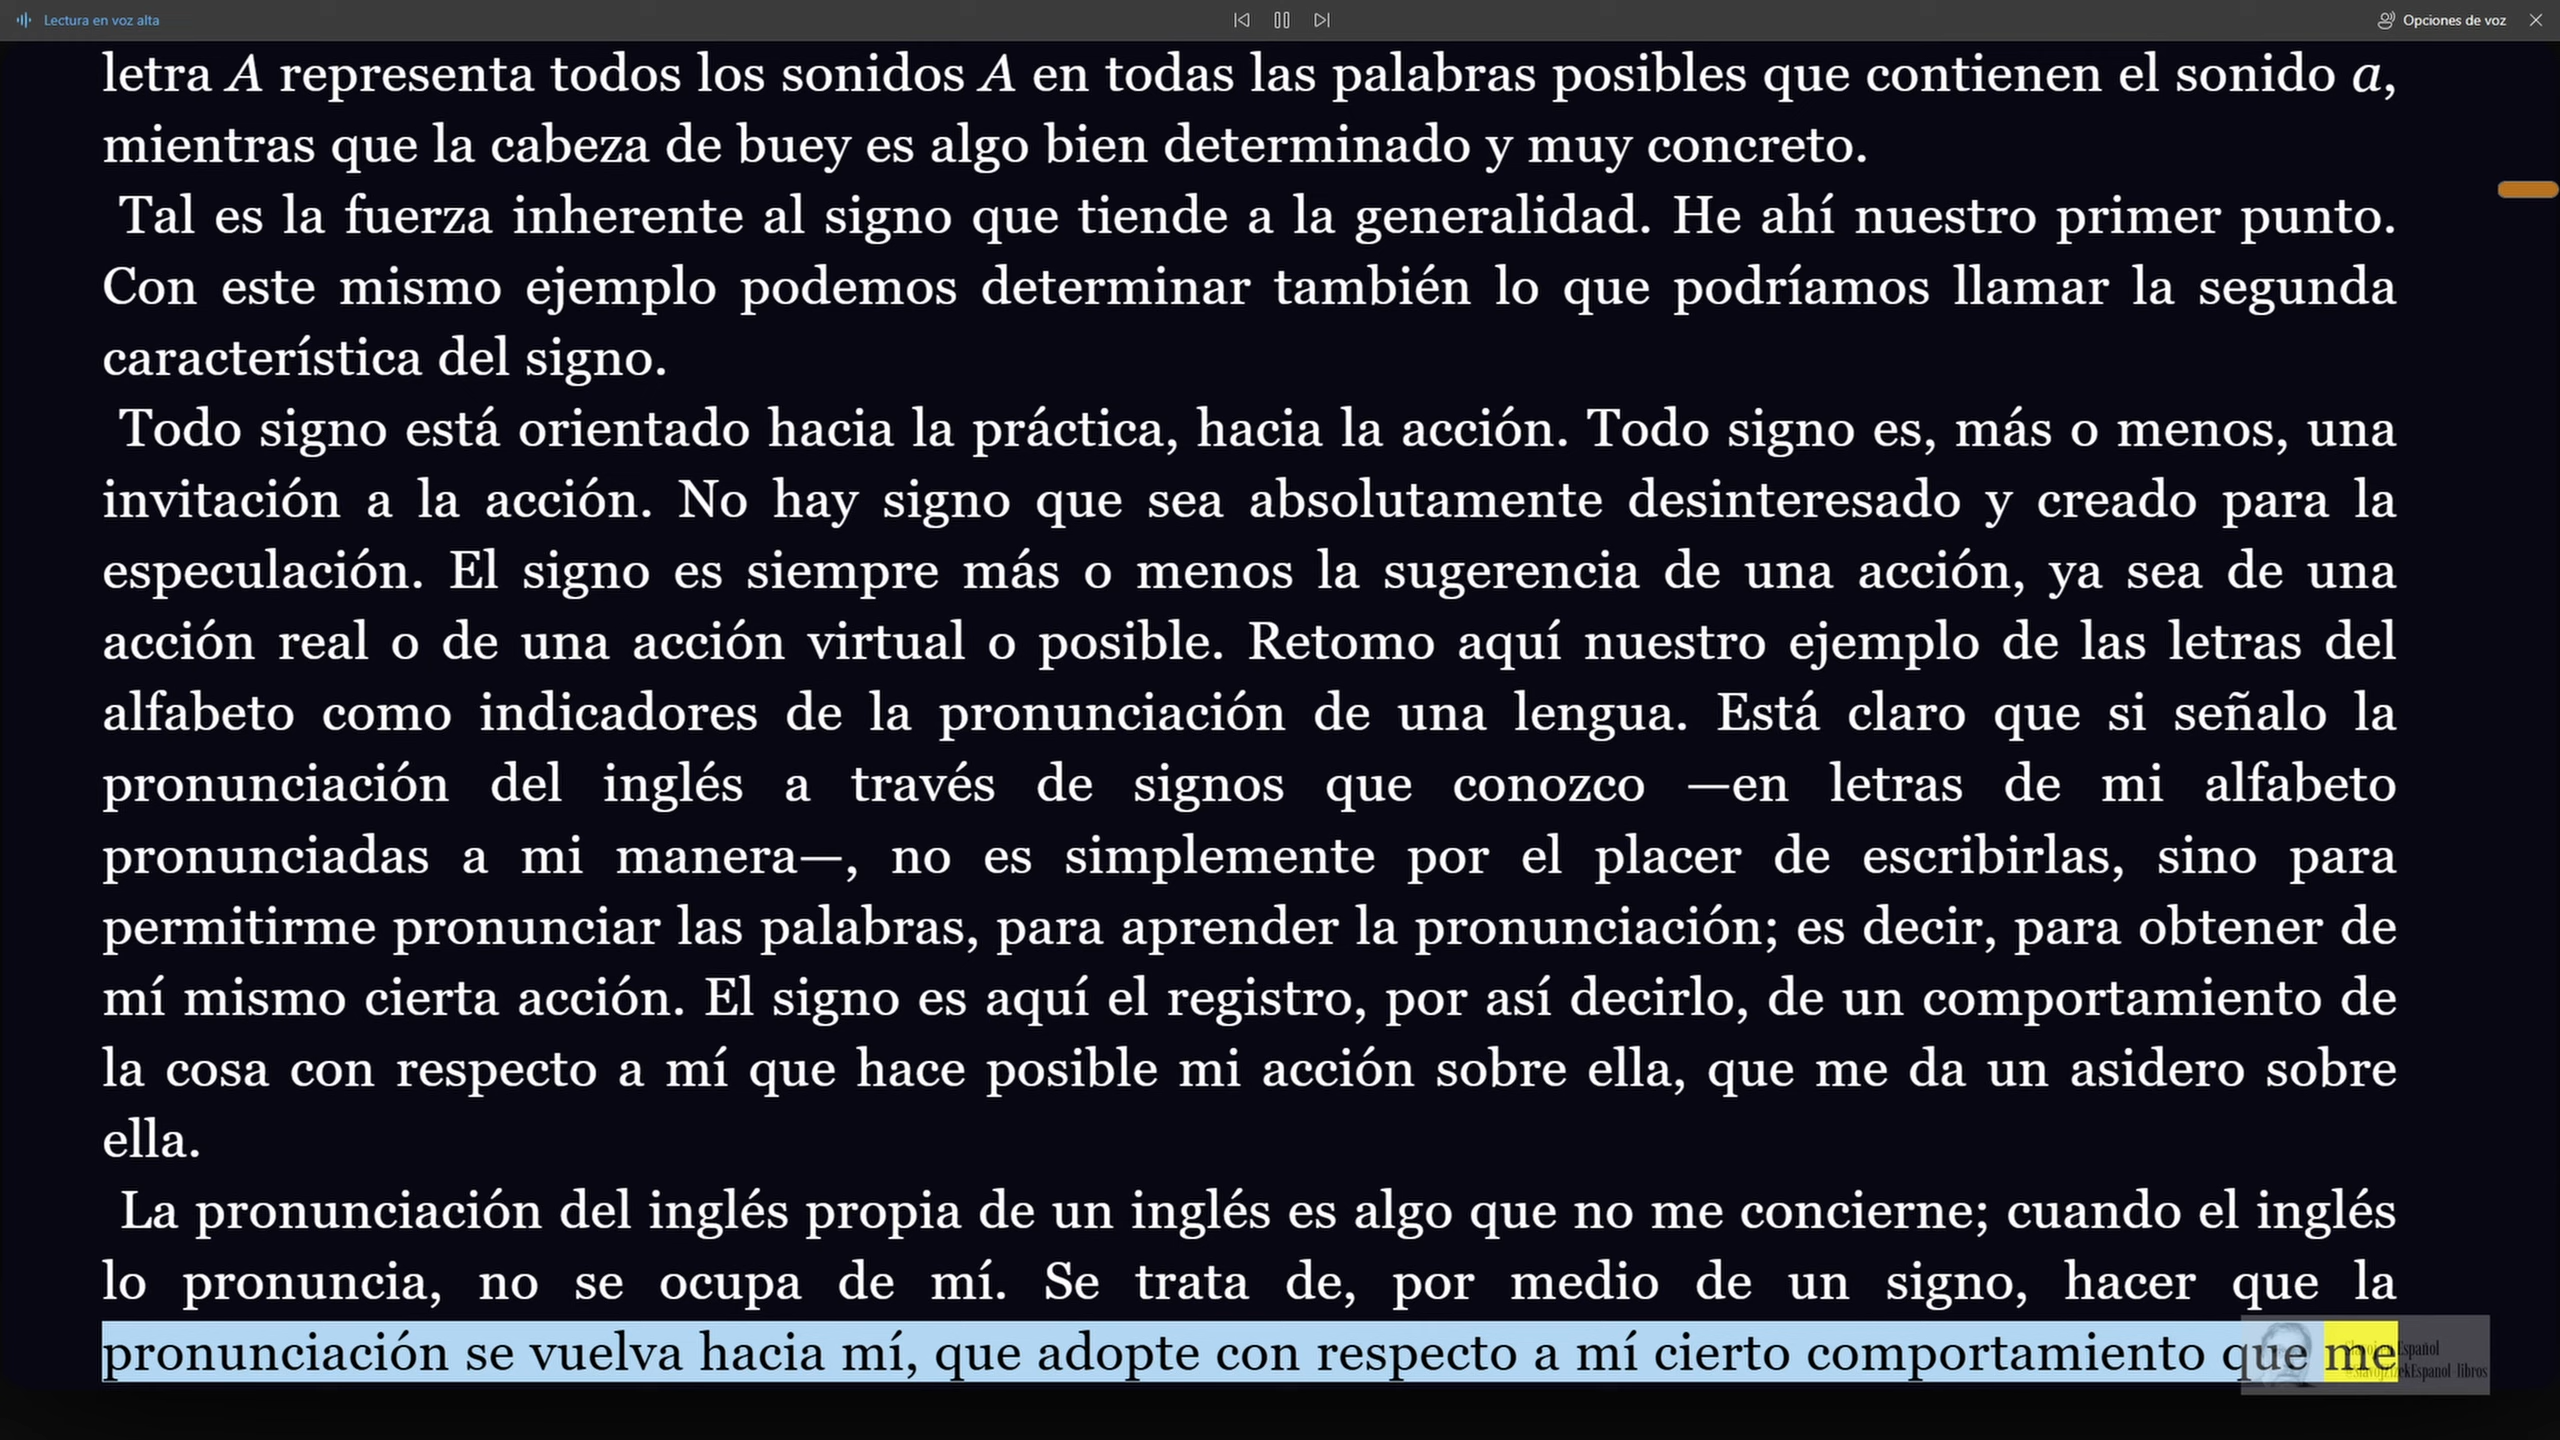 Lectura en voz alta
Opciones de voz
letra A representa todos los sonidos A en todas las palabras posibles que contienen el sonido a,
mientras que la cabeza de buey es algo bien determinado y muy concreto.
Tal es la fuerza inherente al signo que tiende a la generalidad. He ahí nuestro primer punto.
Con este mismo ejemplo podemos determinar también lo que podríamos llamar la segunda
característica del signo.
Todo signo está orientado hacia la práctica, hacia la acción. Todo signo es, más o menos, una
invitación a la acción. No hay signo que sea absolutamente desinteresado y creado para la
especulación. El signo es siempre más o menos la sugerencia de una acción, ya sea de una
acción real o de una acción virtual o posible. Retomo aquí nuestro ejemplo de las letras del
alfabeto como indicadores de la pronunciación de una lengua. Está claro que si señalo la
pronunciación del inglés a través de signos que conozco —en letras de mi alfabeto
pronunciadas a mi manera—, no es simplemente por el placer de escribirlas, sino para
permitirme pronunciar las palabras, para aprender la pronunciación; es decir, para obtener de
mí mismo cierta acción. El signo es aquí el registro, por así decirlo, de un comportamiento de
la cosa con respecto a mí que hace posible mi acción sobre ella, que me da un asidero sobre
ella.
La pronunciación del inglés propia de un inglés es algo que no me concierne; cuando el inglés
lo pronuncia, no se ocupa de mí. Se trata de, por medio de un signo, hacer que la
pronunciación se vuelva hacia mí, que adopte con respecto a mí cierto comportamiento que me
Español